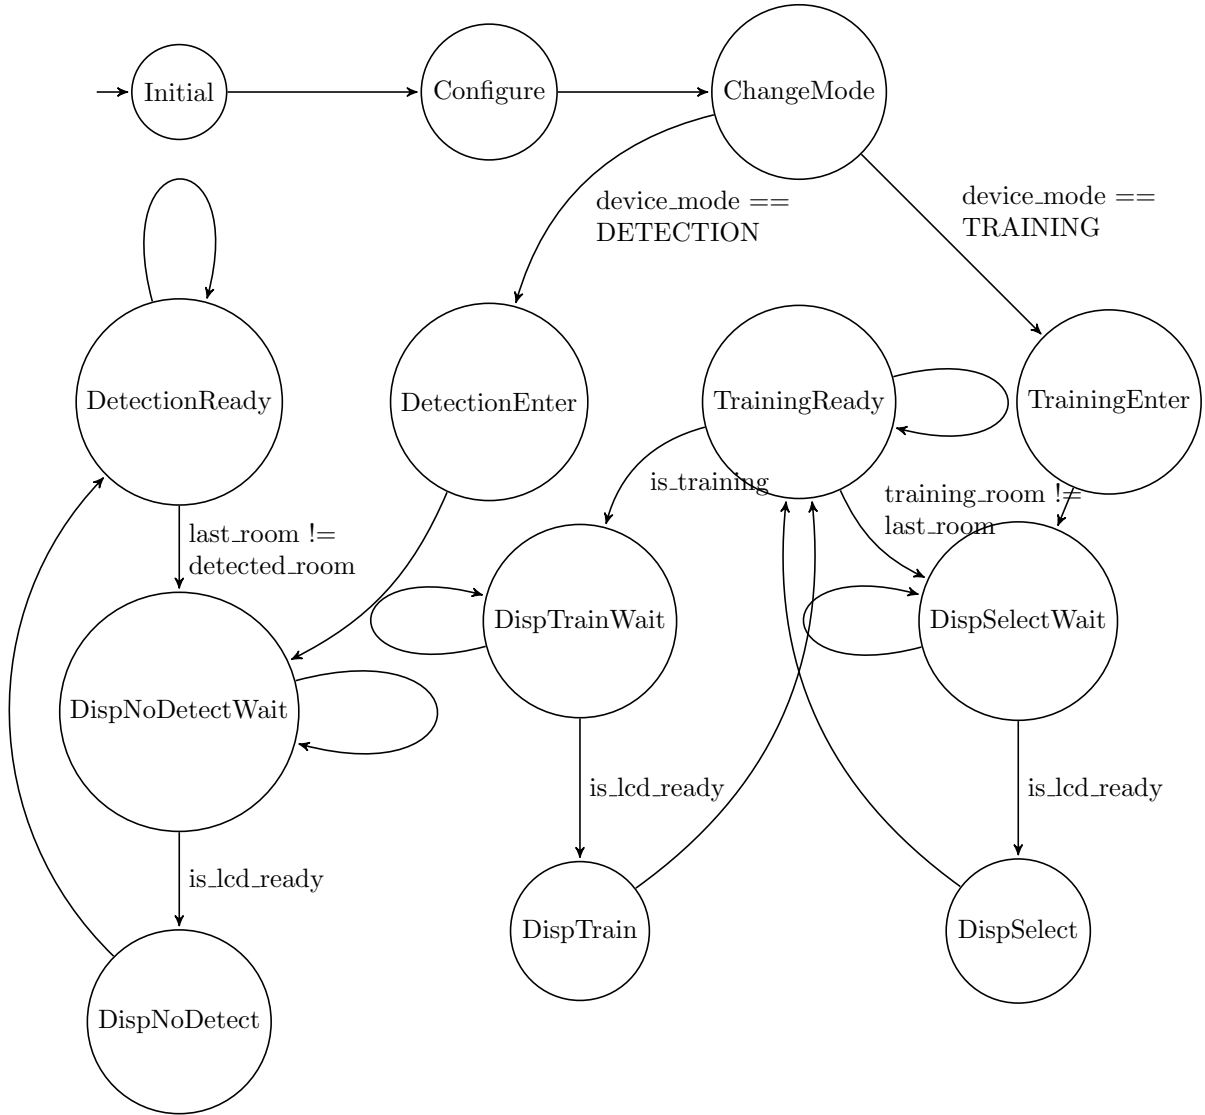 Initial
Configure
ChangeMode
device_mode ==
DETECTION
device_mode ==
TRAINING
DetectionReady
DetectionEnter
TrainingReady
TrainingEnter
is_training
training_room !=
last_room
last_room !=
detected_room
DispTrainWait
DispSelectWait
DispNoDetectWait
is_lcd_ready
is_lcd_ready
is_lcd_ready
DispTrain
DispSelect
DispNoDetect